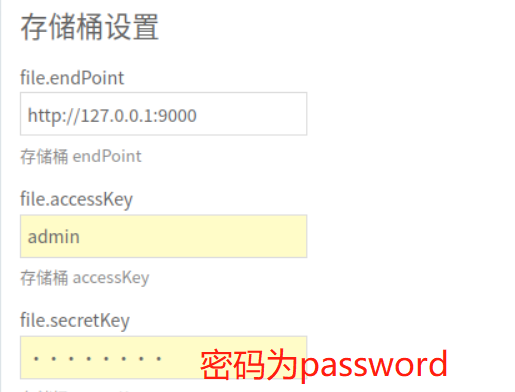 存储桶设置
file.endPoint
http://127.0.0.1:9000
存储桶 endPoint
file.accessKey
admin
存储桶 accessKey
file.secretKey
········ 密码为password